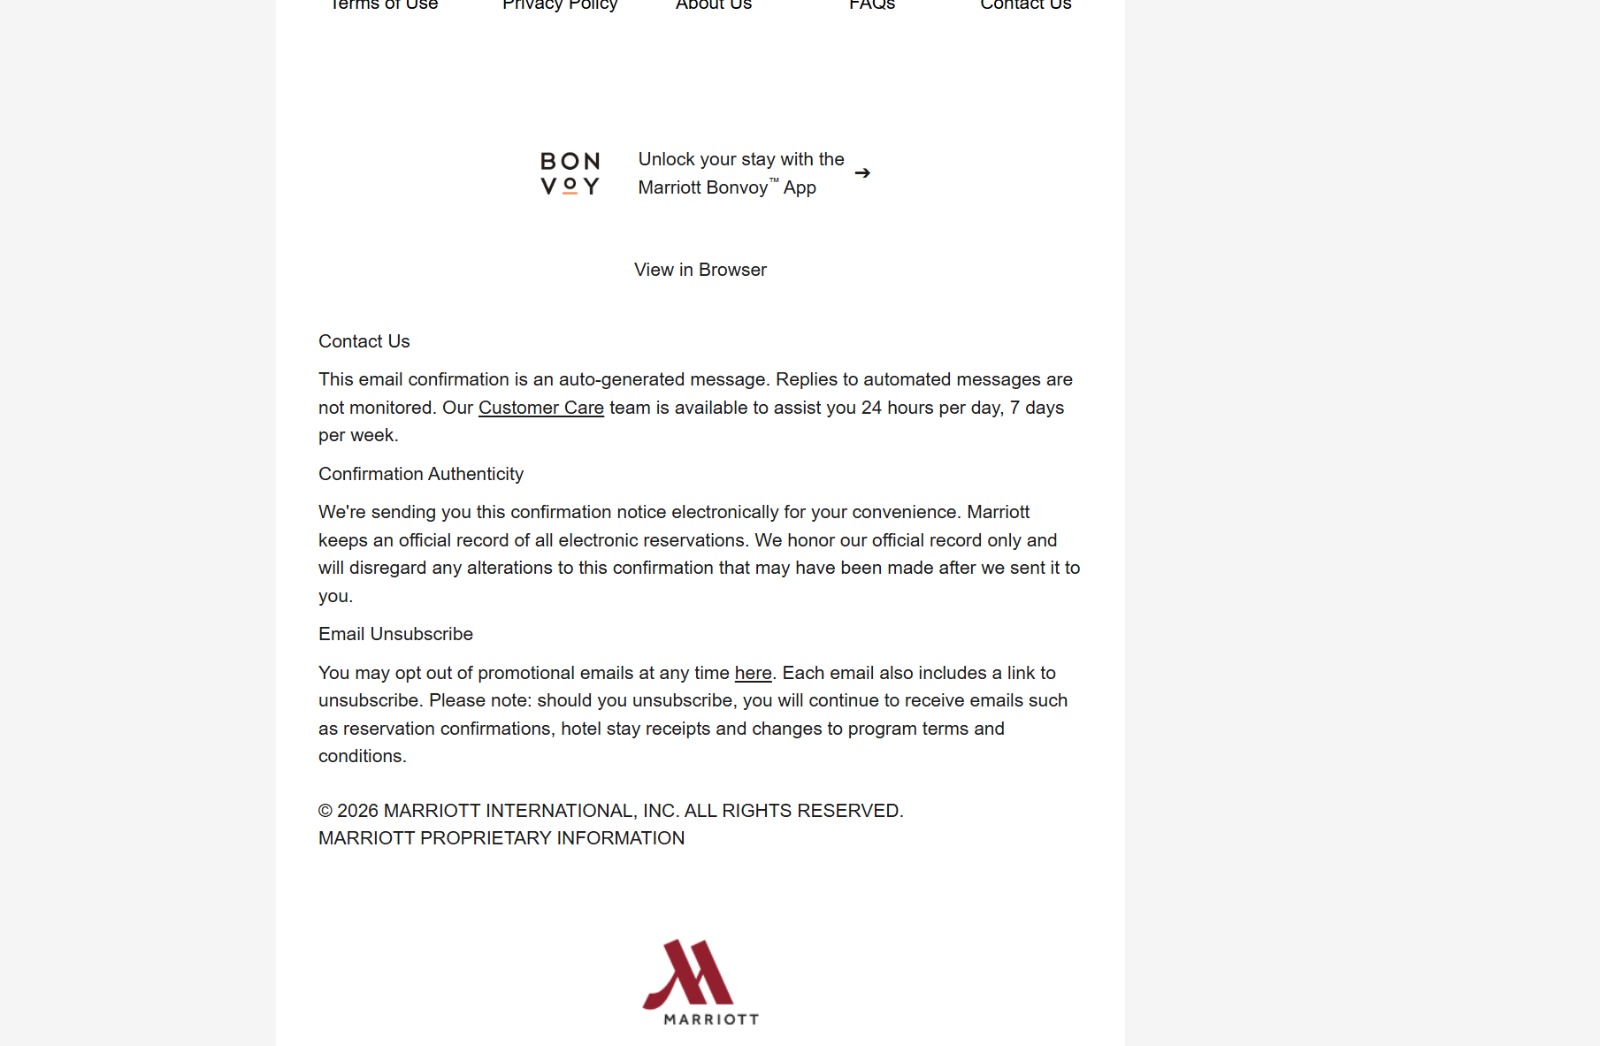 Terms of Use Privacy Policy About Us FAQs Contact Us
BON
VOY
Unlock your stay with the
Marriott Bonvoy™ App ➔
View in Browser
Contact Us
This email confirmation is an auto-generated message. Replies to automated messages are
not monitored. Our Customer Care team is available to assist you 24 hours per day, 7 days
per week.
Confirmation Authenticity
We're sending you this confirmation notice electronically for your convenience. Marriott
keeps an official record of all electronic reservations. We honor our official record only and
will disregard any alterations to this confirmation that may have been made after we sent it to
you.
Email Unsubscribe
You may opt out of promotional emails at any time here. Each email also includes a link to
unsubscribe. Please note: should you unsubscribe, you will continue to receive emails such
as reservation confirmations, hotel stay receipts and changes to program terms and
conditions.
© 2026 MARRIOTT INTERNATIONAL, INC. ALL RIGHTS RESERVED.
MARRIOTT PROPRIETARY INFORMATION
MARRIOTT